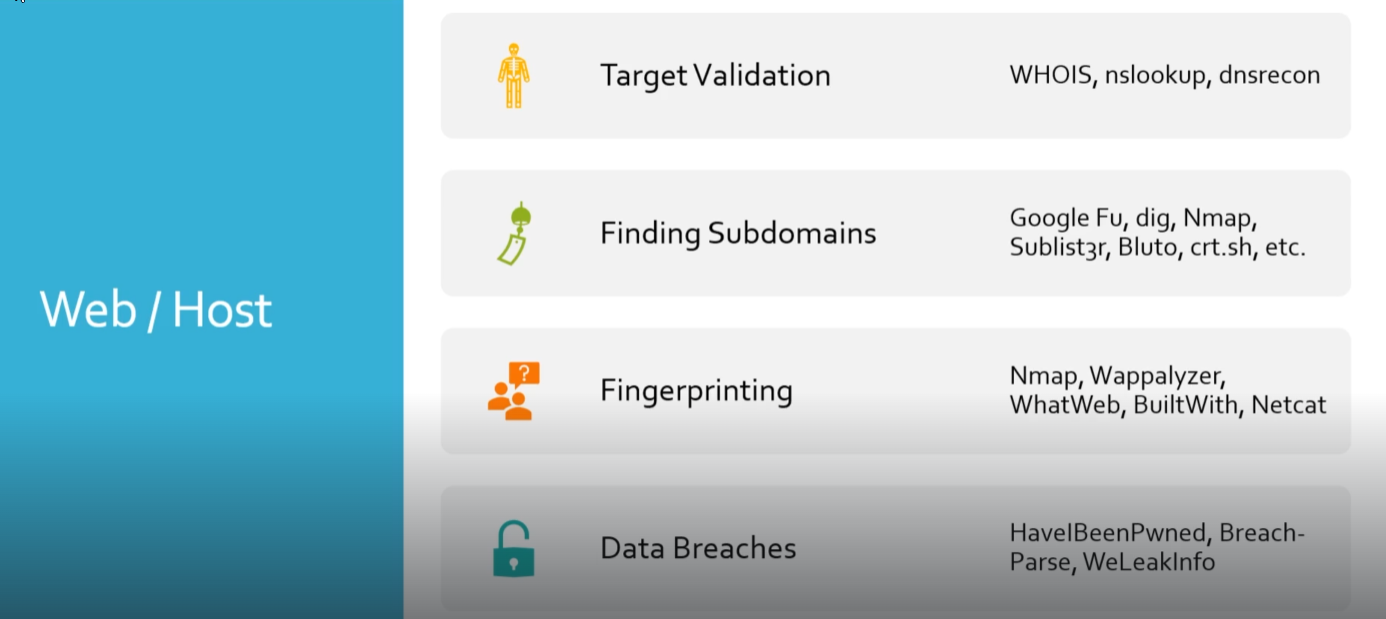 Web / Host
Target Validation
WHOIS, nslookup, dnsrecon
Finding Subdomains
Google Fu, dig, Nmap,
Sublist3r, Bluto, crt.sh, etc.
?
Fingerprinting
Nmap, Wappalyzer,
WhatWeb, BuiltWith, Netcat
Data Breaches
HaveIBeenPwned, Breach-
Parse, WeLeakInfo